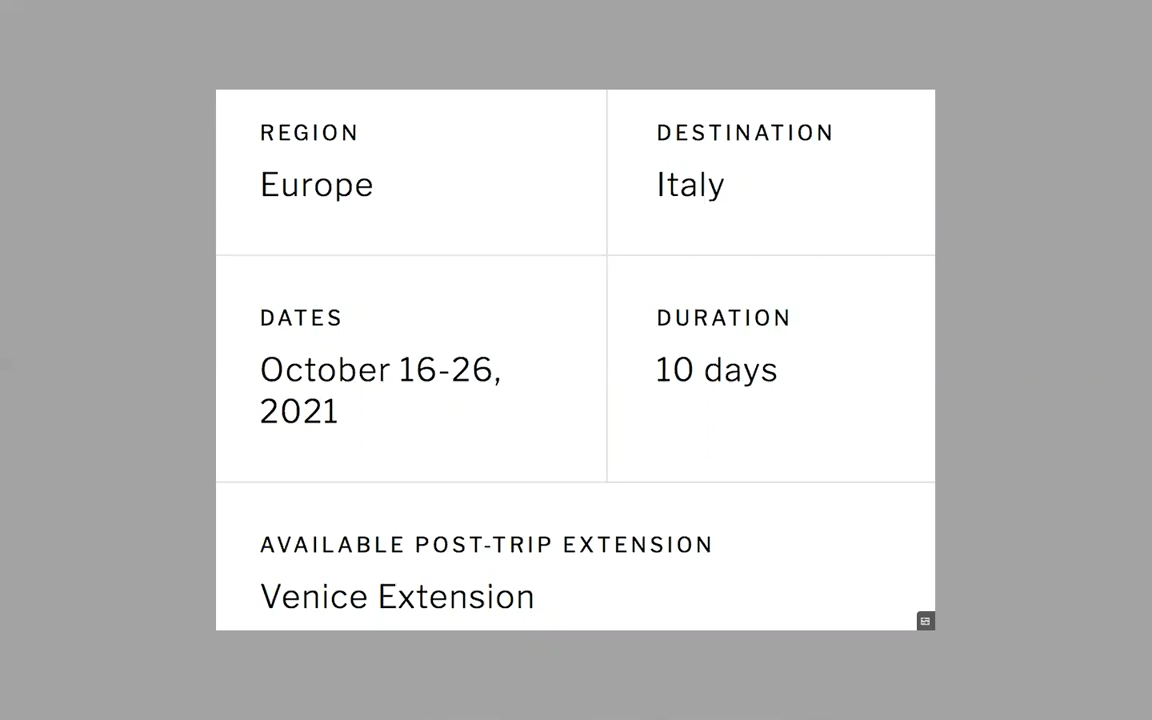 REGION
Europe
DESTINATION
Italy
DATES
October 16-26,
2021
DURATION
10 days
AVAILABLE POST-TRIP EXTENSION
Venice Extension